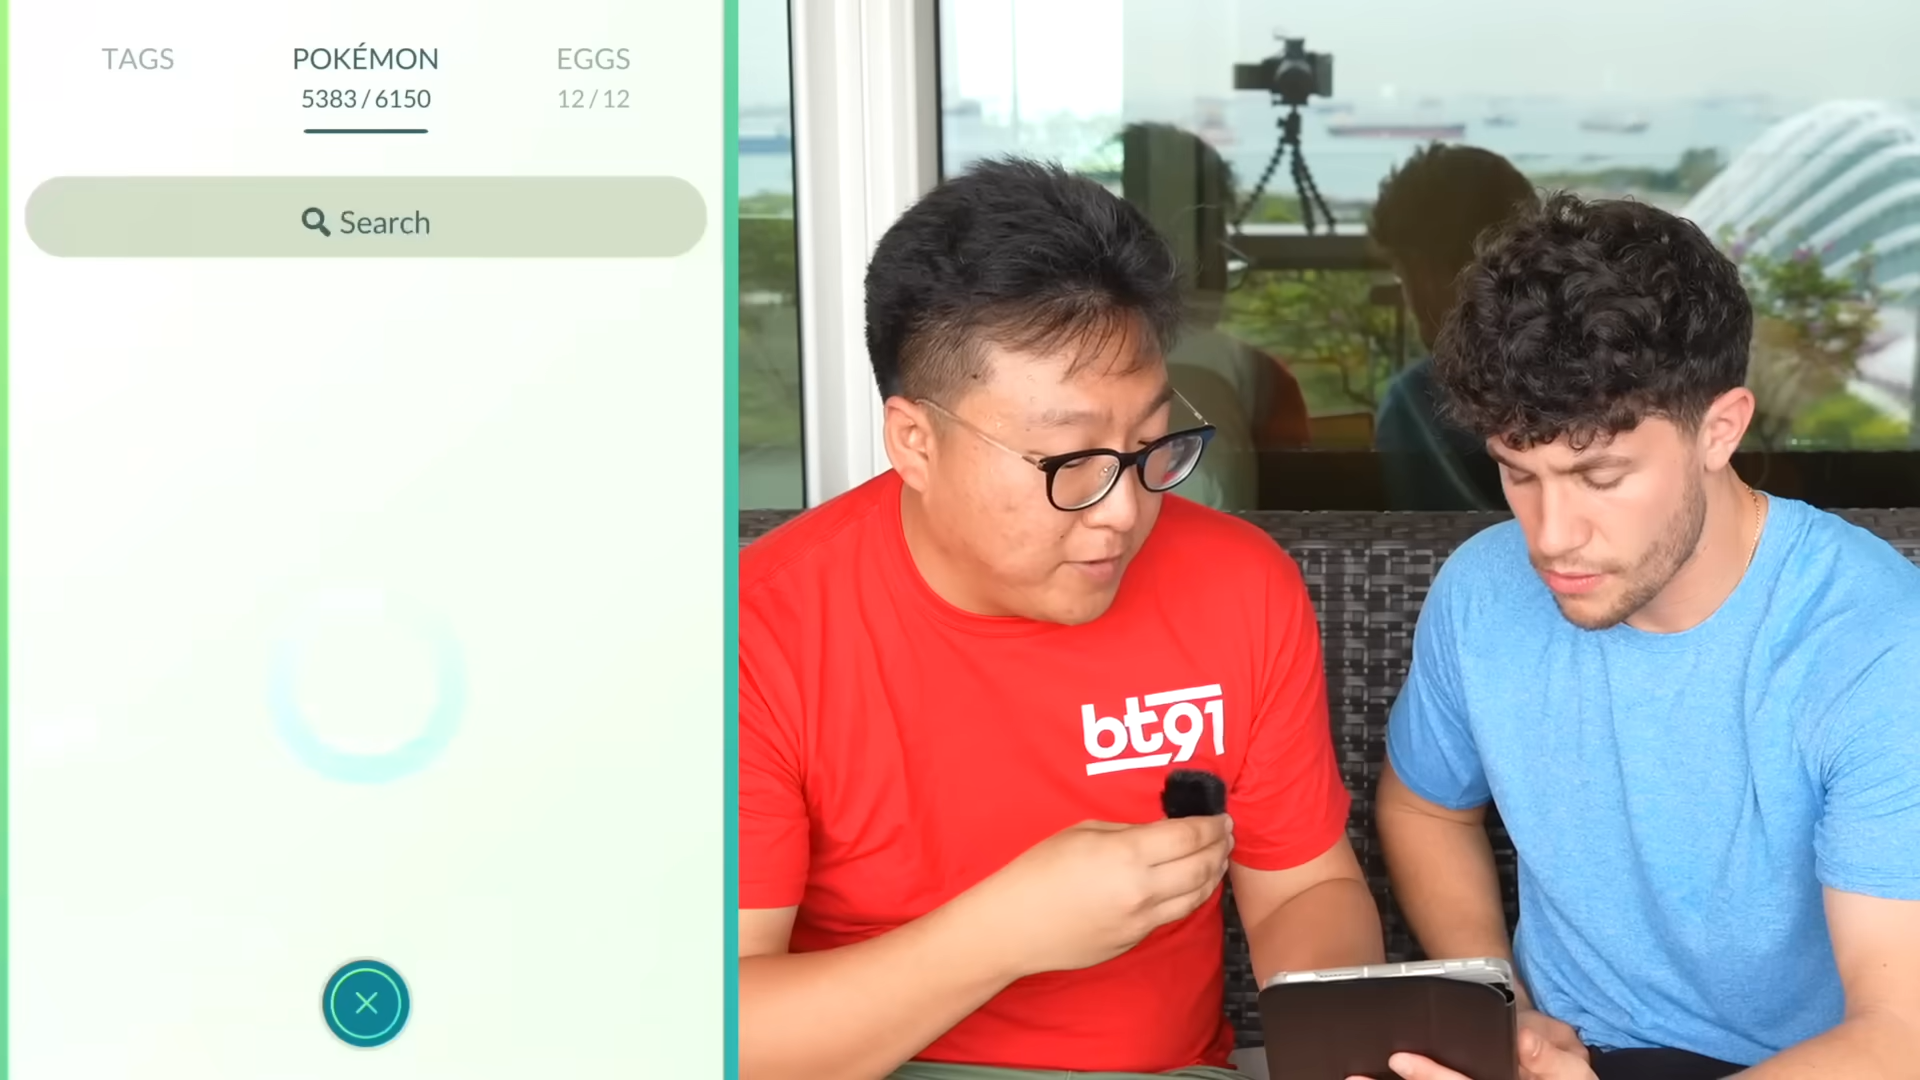 TAGS
POKÉMON
EGGS
5383 / 6150
12 / 12
Search
bt91